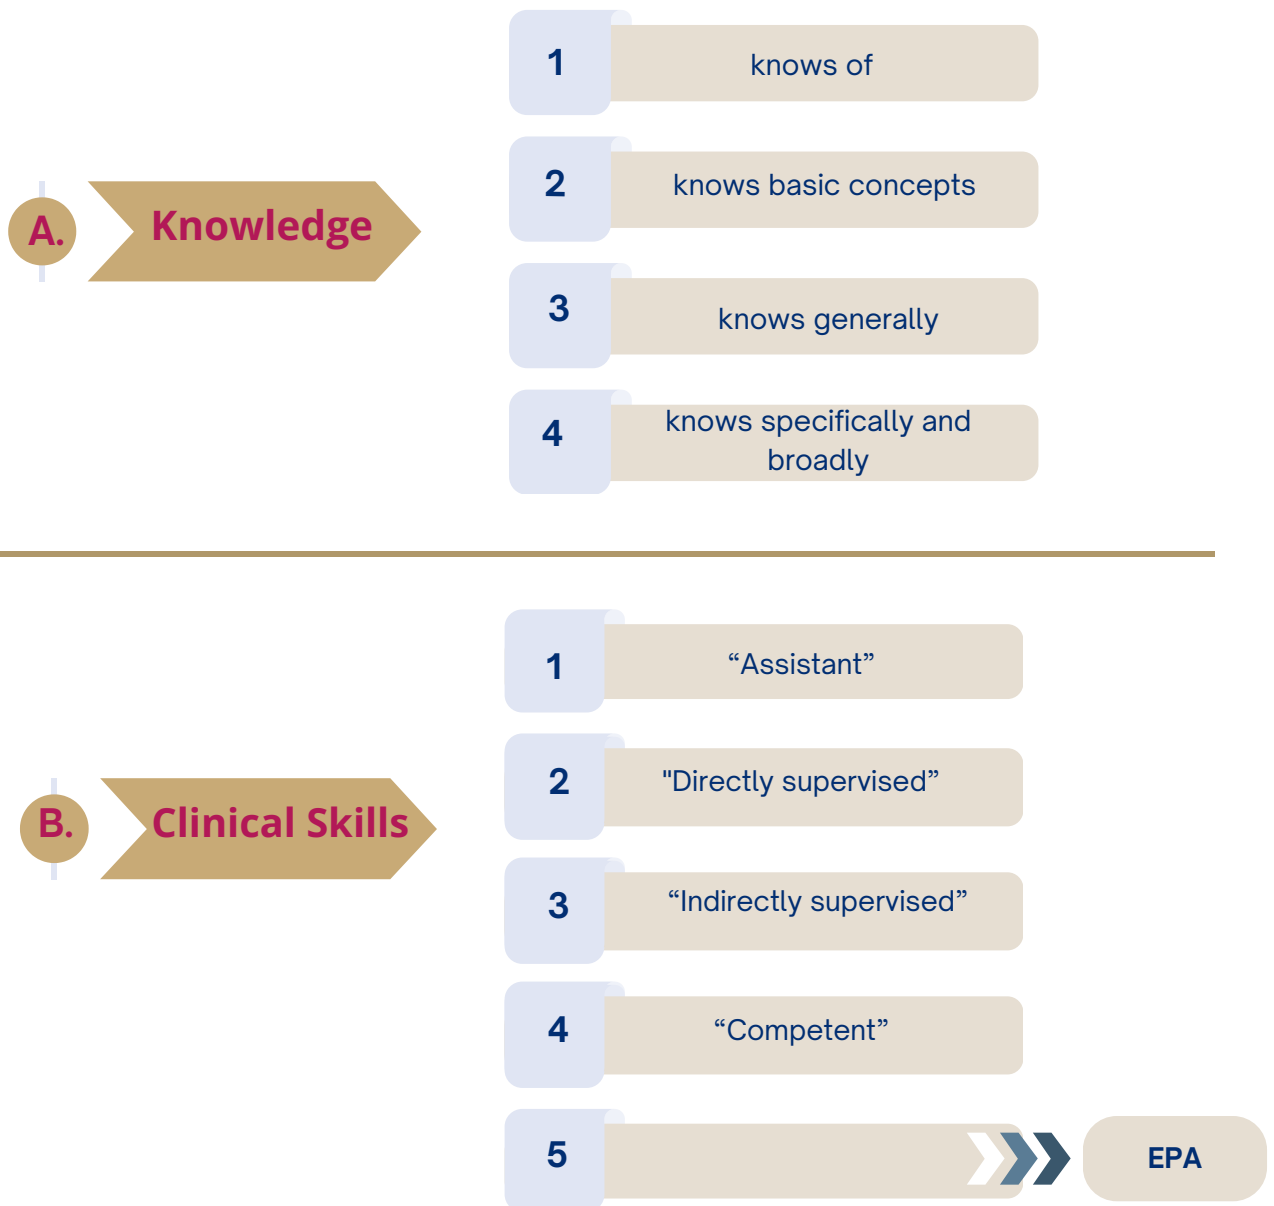 A.
Knowledge
1
knows of
2
knows basic concepts
3
knows generally
4
knows specifically and
broadly
B.
Clinical Skills
1
“Assistant”
2
"Directly supervised”
3
“Indirectly supervised”
4
“Competent”
5
EPA